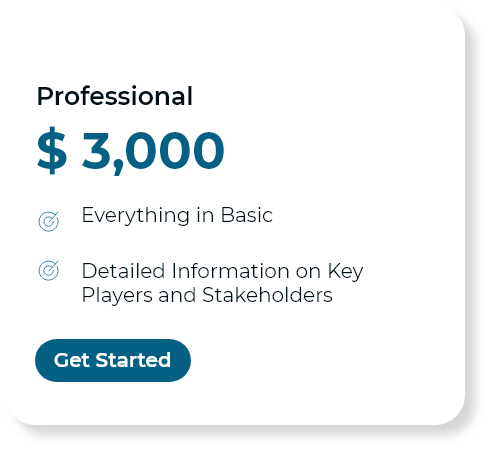 Professional
$ 3,000
Everything in Basic
Detailed Information on Key
Players and Stakeholders
Get Started